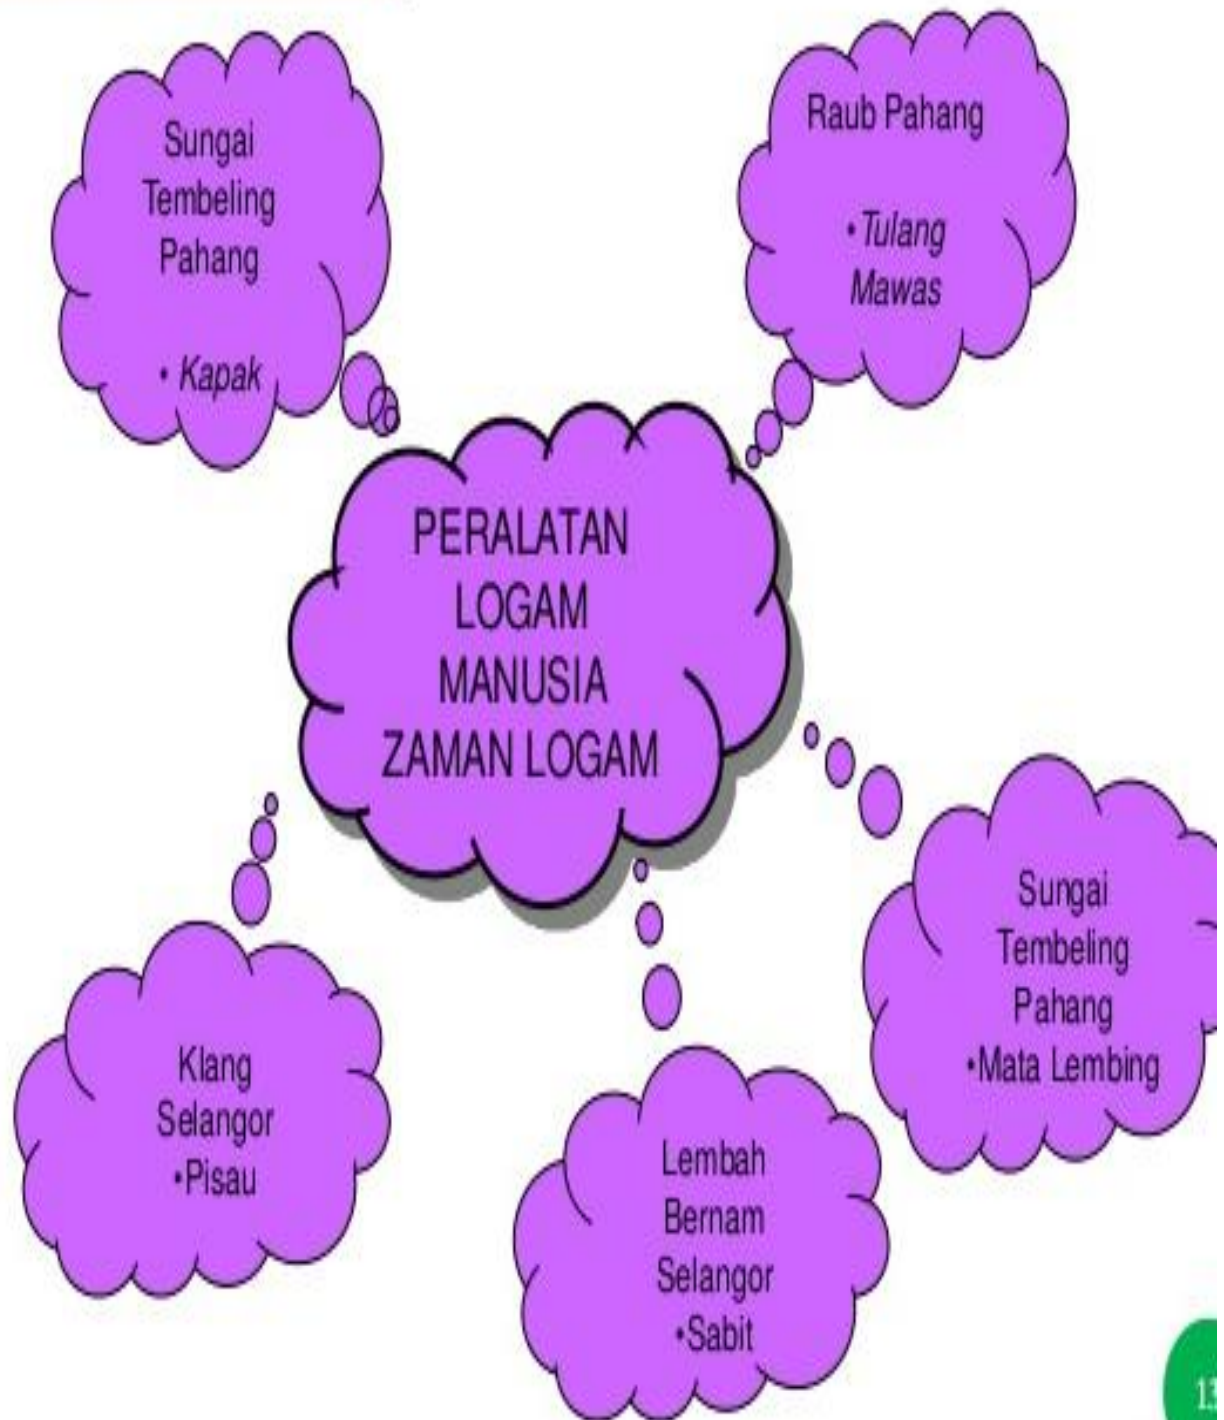 Sungai
Tembeling
Pahang
• Kapak
Raub Pahang
• Tulang
Mawas
PERALATAN
LOGAM
MANUSIA
ZAMAN LOGAM
Sungai
Tembeling
Pahang
•Mata Lembing
Klang
Selangor
•Pisau
Lembah
Bernam
Selangor
•Sabit
13